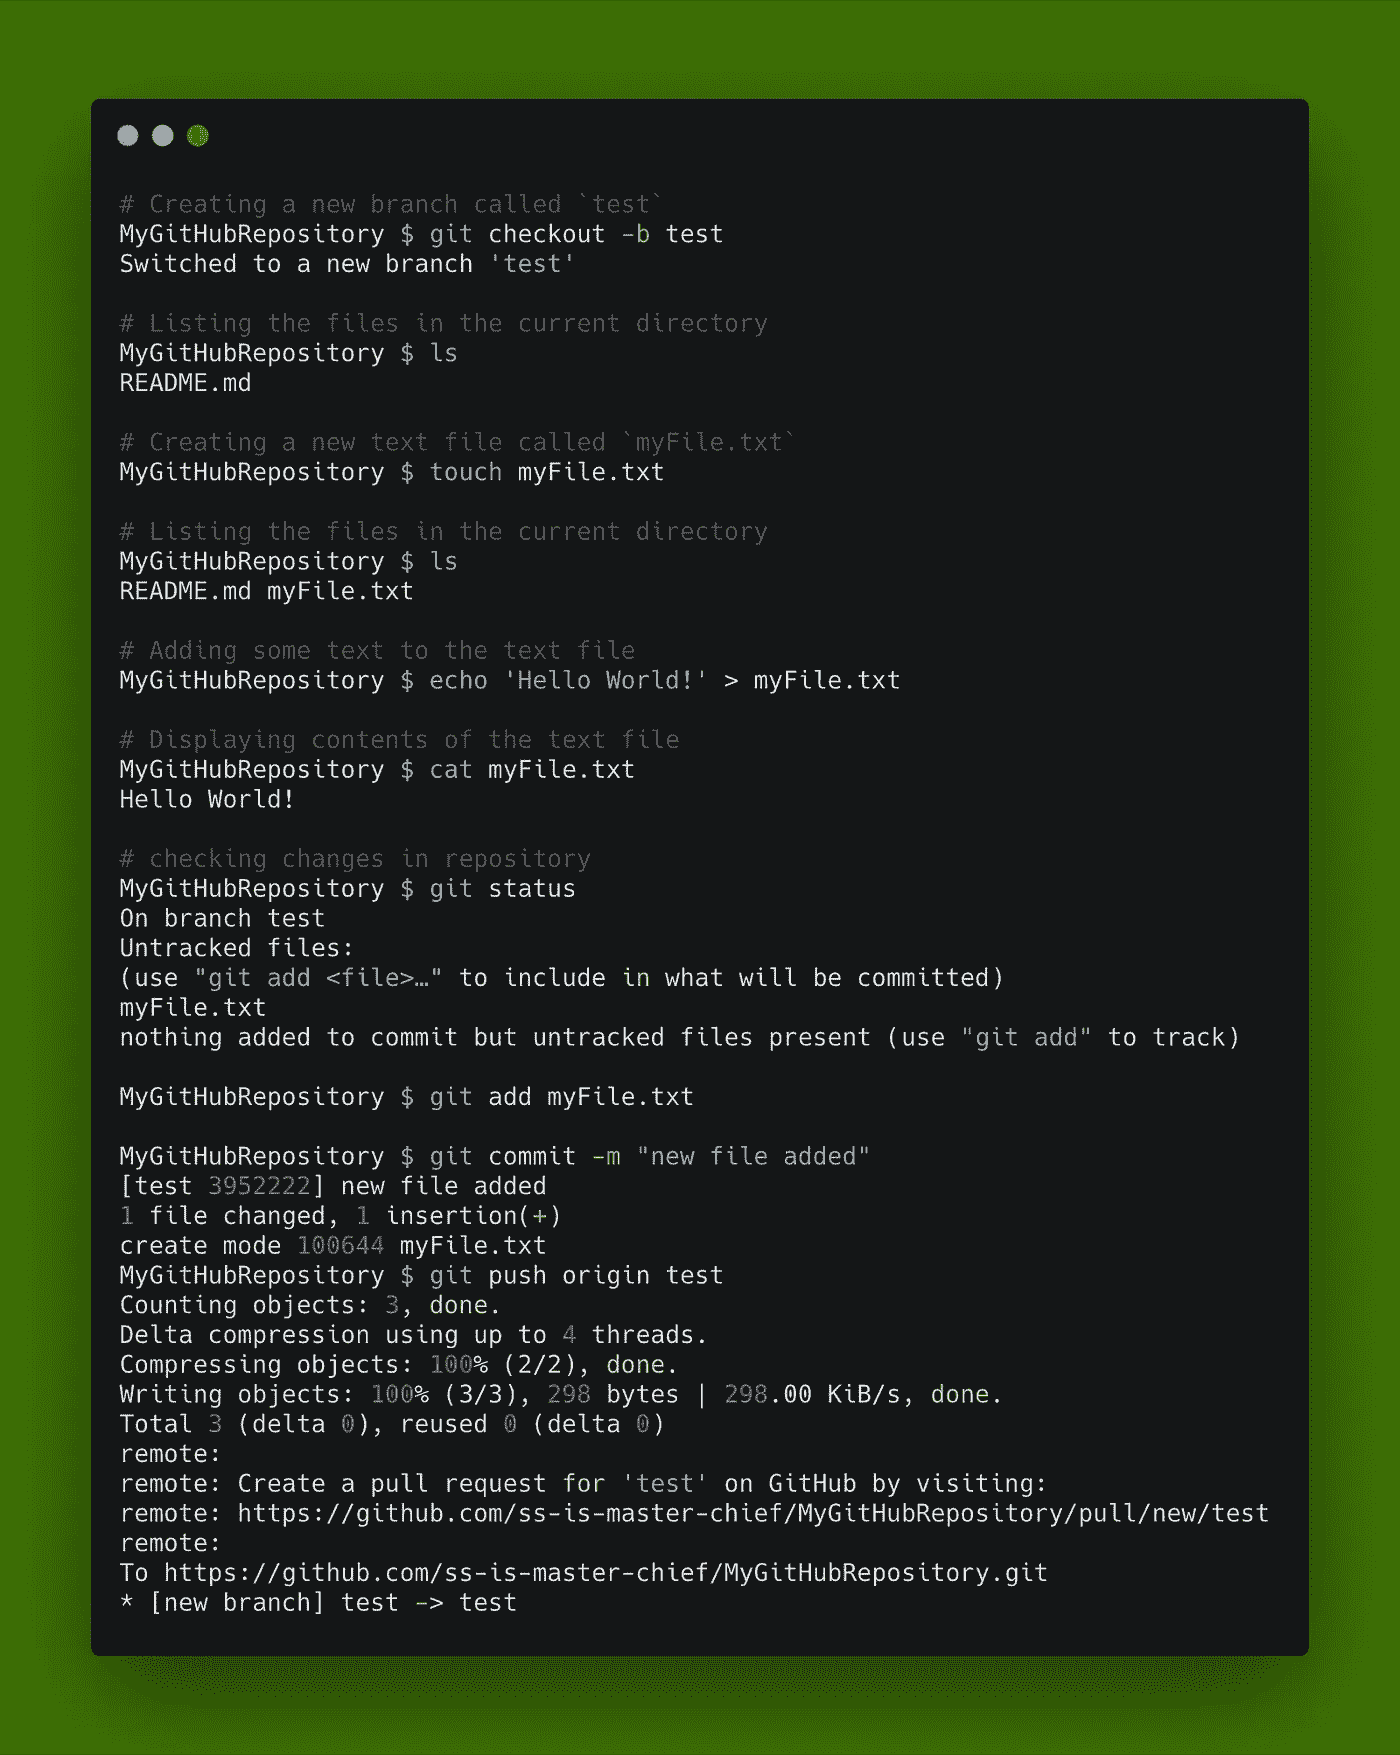 # Creating a new branch called `test`
MyGitHubRepository $ git checkout -b test
Switched to a new branch 'test'
# Listing the files in the current directory
MyGitHubRepository $ ls
README.md
# Creating a new text file called `myFile.txt`
MyGitHubRepository $ touch myFile.txt
# Listing the files in the current directory
MyGitHubRepository $ ls
README.md myFile.txt
# Adding some text to the text file
MyGitHubRepository $ echo 'Hello World!' > myFile.txt
# Displaying contents of the text file
MyGitHubRepository $ cat myFile.txt
Hello World!
# checking changes in repository
MyGitHubRepository $ git status
On branch test
Untracked files:
(use "git add <file>…" to include in what will be committed)
myFile.txt
nothing added to commit but untracked files present (use "git add" to track)
MyGitHubRepository $ git add myFile.txt
MyGitHubRepository $ git commit -m "new file added"
[test 3952222] new file added
1 file changed, 1 insertion(+)
create mode 100644 myFile.txt
MyGitHubRepository $ git push origin test
Counting objects: 3, done.
Delta compression using up to 4 threads.
Compressing objects: 100% (2/2), done.
Writing objects: 100% (3/3), 298 bytes | 298.00 KiB/s, done.
Total 3 (delta 0), reused 0 (delta 0)
remote:
remote: Create a pull request for 'test' on GitHub by visiting:
remote: https://github.com/ss-is-master-chief/MyGitHubRepository/pull/new/test
remote:
To https://github.com/ss-is-master-chief/MyGitHubRepository.git
* [new branch] test -> test